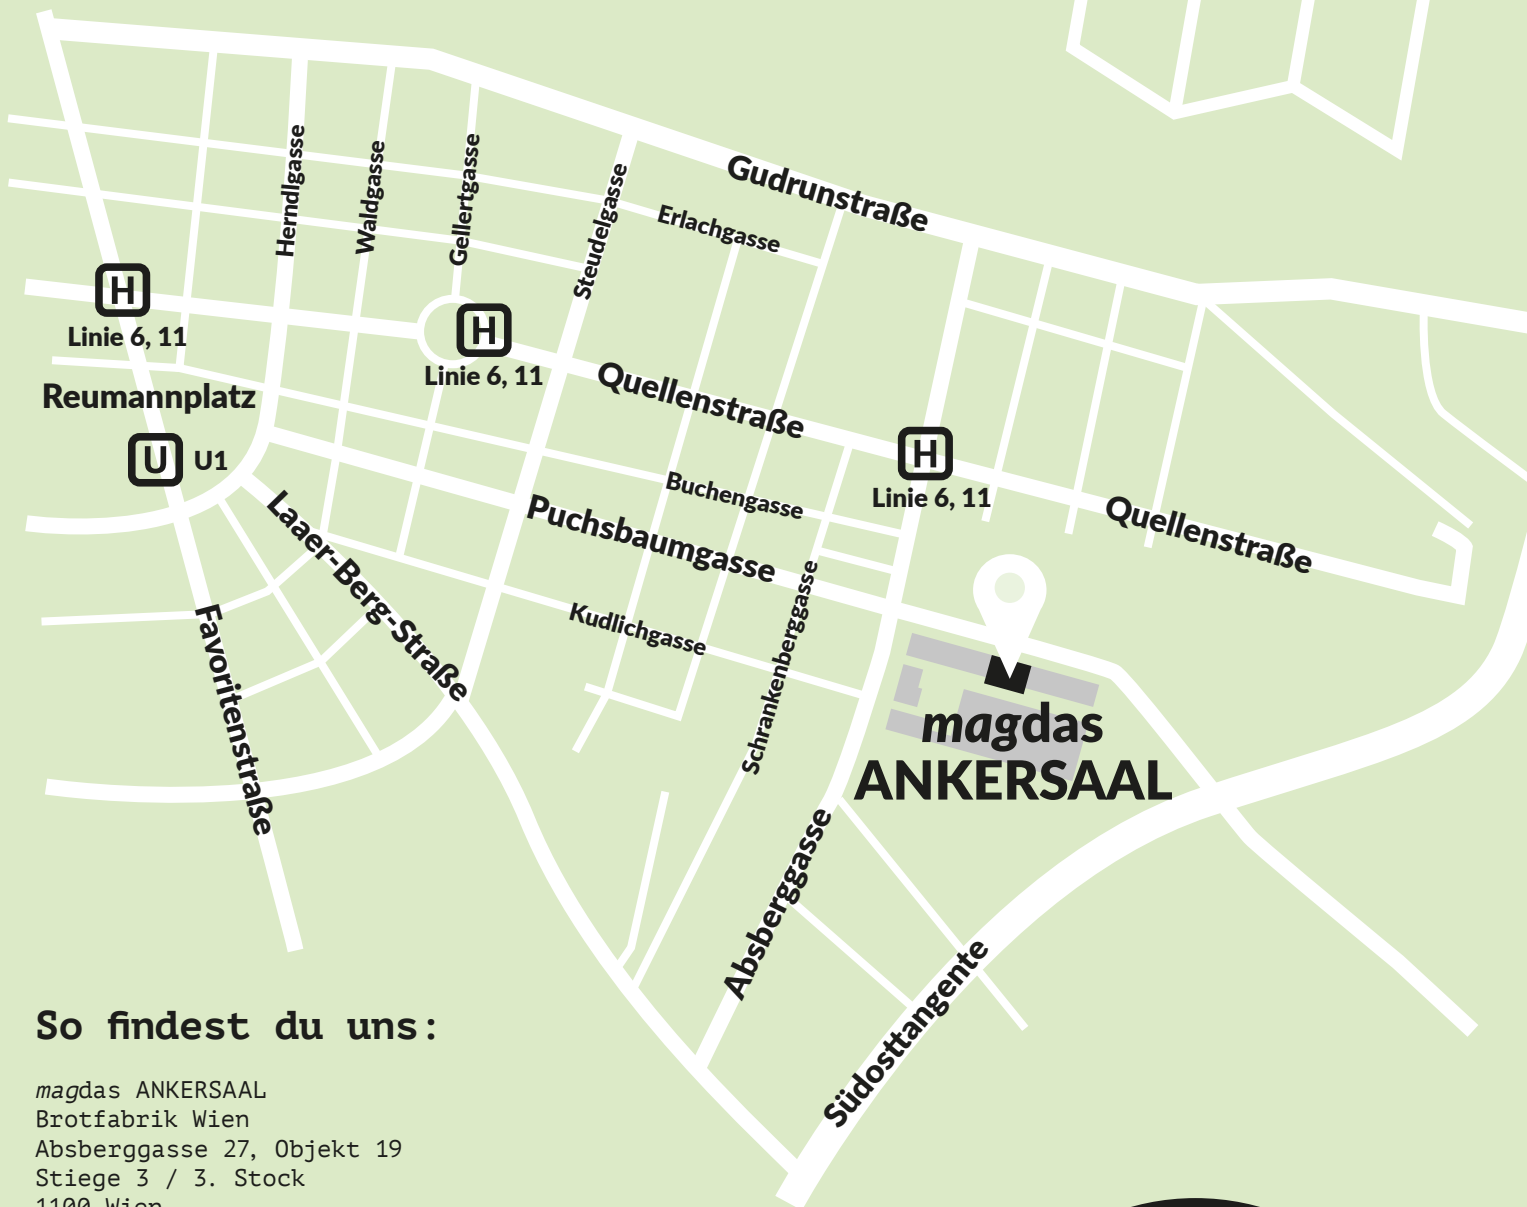 Gudrunstraße
Herndlgasse
Waldgasse
Gellertgasse
Steudelgasse
Erlachgasse
H
Linie 6, 11
H
Linie 6, 11
Quellenstraße
Reumannplatz
U U1
H
Linie 6, 11
Buchengasse
Quellenstraße
Puchsbaumgasse
Laaer-Berg-Straße
Kudlichgasse
Schrankenberggasse
Favoritenstraße
magdas
ANKERSAAL
Absberggasse
Südosttangente
So findest du uns:
magdas ANKERSAAL
Brotfabrik Wien
Absberggasse 27, Objekt 19
Stiege 3 / 3. Stock
1100 Wien